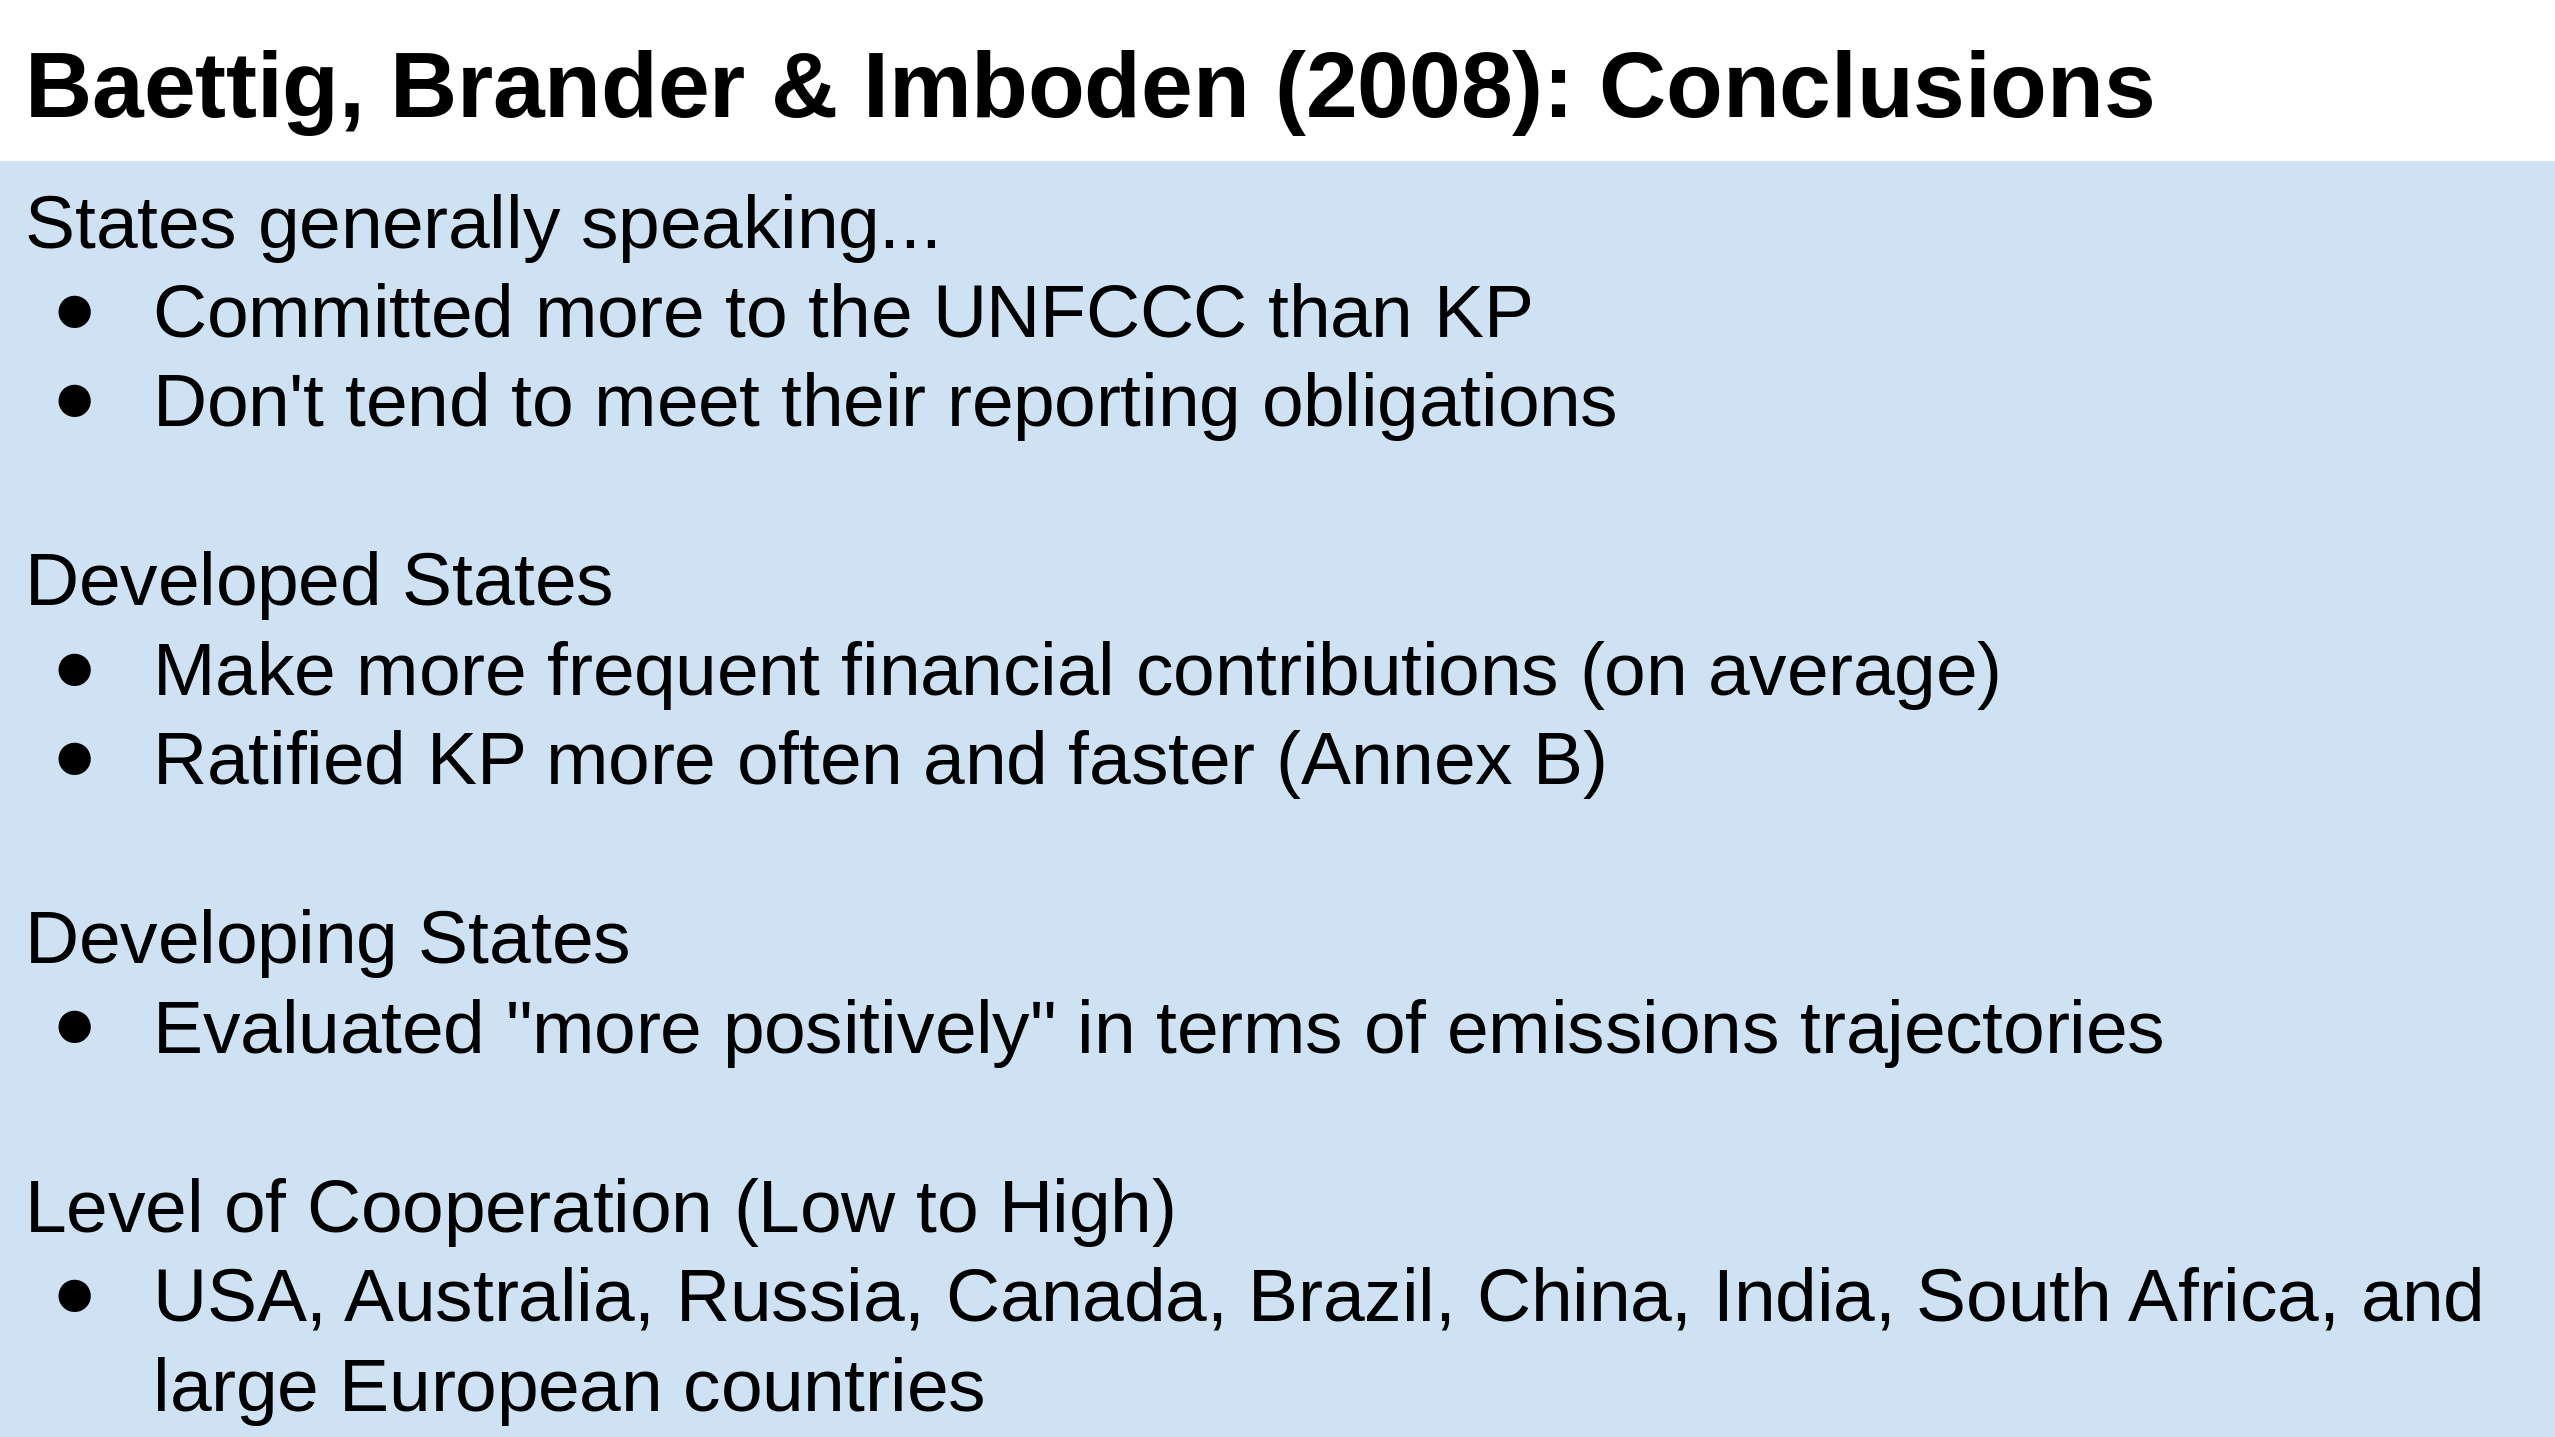 Baettig, Brander & Imboden (2008): Conclusions
States generally speaking...
● Committed more to the UNFCCC than KP
● Don't tend to meet their reporting obligations
Developed States
● Make more frequent financial contributions (on average)
● Ratified KP more often and faster (Annex B)
Developing States
● Evaluated "more positively" in terms of emissions trajectories
Level of Cooperation (Low to High)
● USA, Australia, Russia, Canada, Brazil, China, India, South Africa, and
large European countries